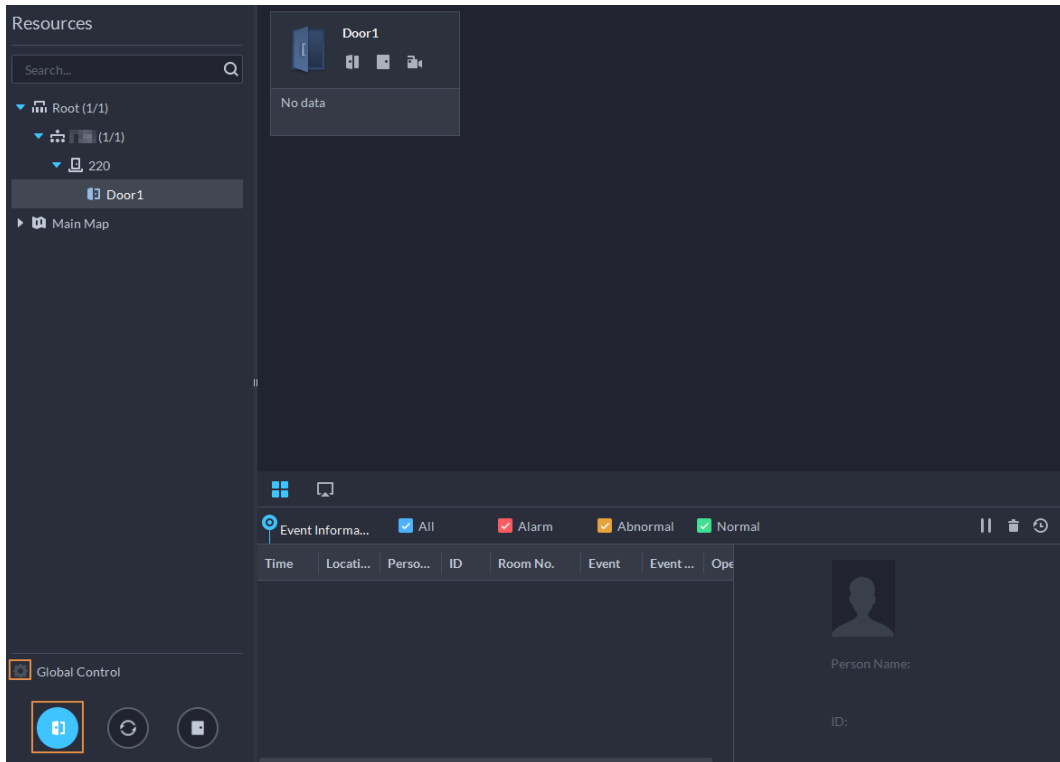 Resources
Search...
Root (1/1)
(1/1)
220
Door1
Main Map
Global Control
Door1
No data
Event Informa...
All
Alarm
Abnormal
Normal
Time Locati... Perso... ID Room No. Event Event ... Ope
Person Name:
ID: